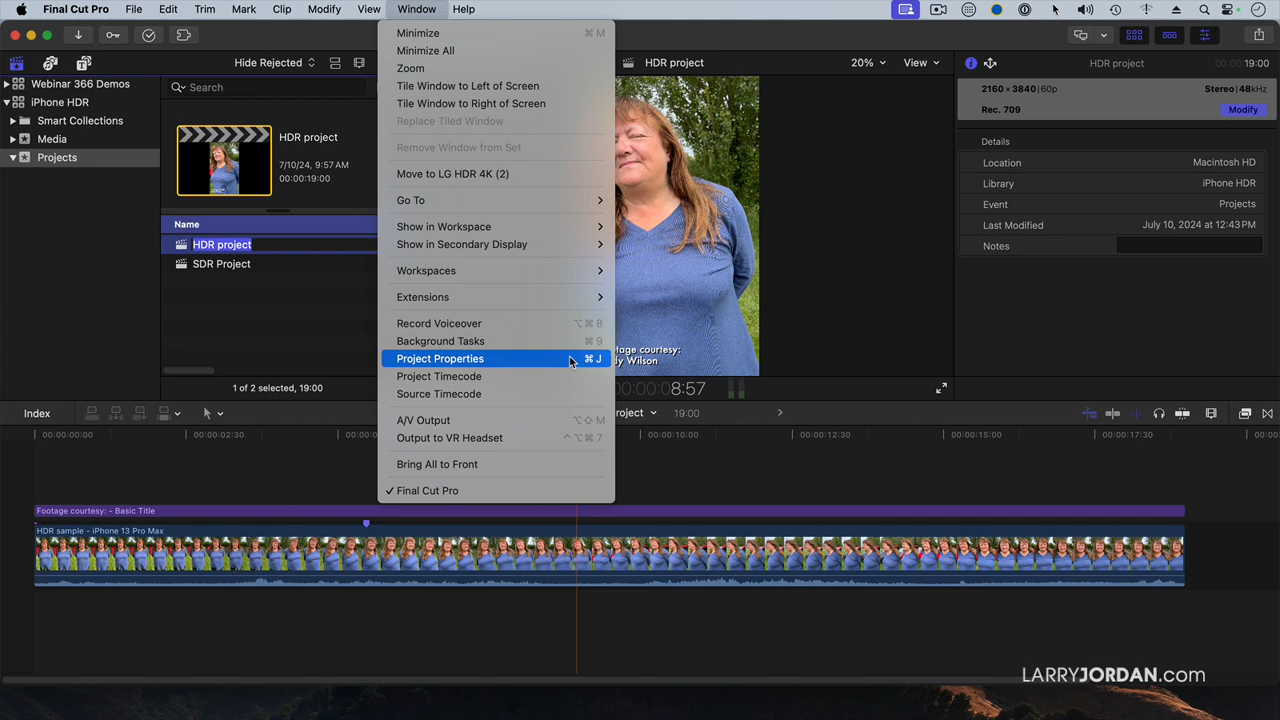 Final Cut Pro File Edit Trim Mark Clip Modify View Window Help
Hide Rejected
HDR project
20%
View
HDR project
19:00
Webinar 366 Demos
iPhone HDR
Smart Collections
Media
Projects
Search
HDR project
7/10/24, 9:57 AM
00:00:19:00
Name
HDR project
SDR Project
1 of 2 selected, 19:00
Minimize ⌘ M
Minimize All
Zoom
Tile Window to Left of Screen
Tile Window to Right of Screen
Replace Tiled Window
Remove Window from Set
Move to LG HDR 4K (2)
Go To
Show in Workspace
Show in Secondary Display
Workspaces
Extensions
Record Voiceover ⌥⌘ 8
Background Tasks ⌘ 9
Project Properties ⌘ J
Project Timecode
Source Timecode
A/V Output ⌥⇧ M
Output to VR Headset ^⌥⌘ 7
Bring All to Front
✓ Final Cut Pro
2160 × 3840 | 60p Stereo | 48kHz
Rec. 709 Modify
Details
Location Macintosh HD
Library iPhone HDR
Event Projects
Last Modified July 10, 2024 at 12:43 PM
Notes
courtesy:
Wilson
8:57
Index
19:00
00:00:00:00 00:00:02:30 00:00:10:00 00:00:12:30 00:00:15:00 00:00:17:30
Footage courtesy: - Basic Title
HDR sample - iPhone 13 Pro Max
LARRYJORDAN.com